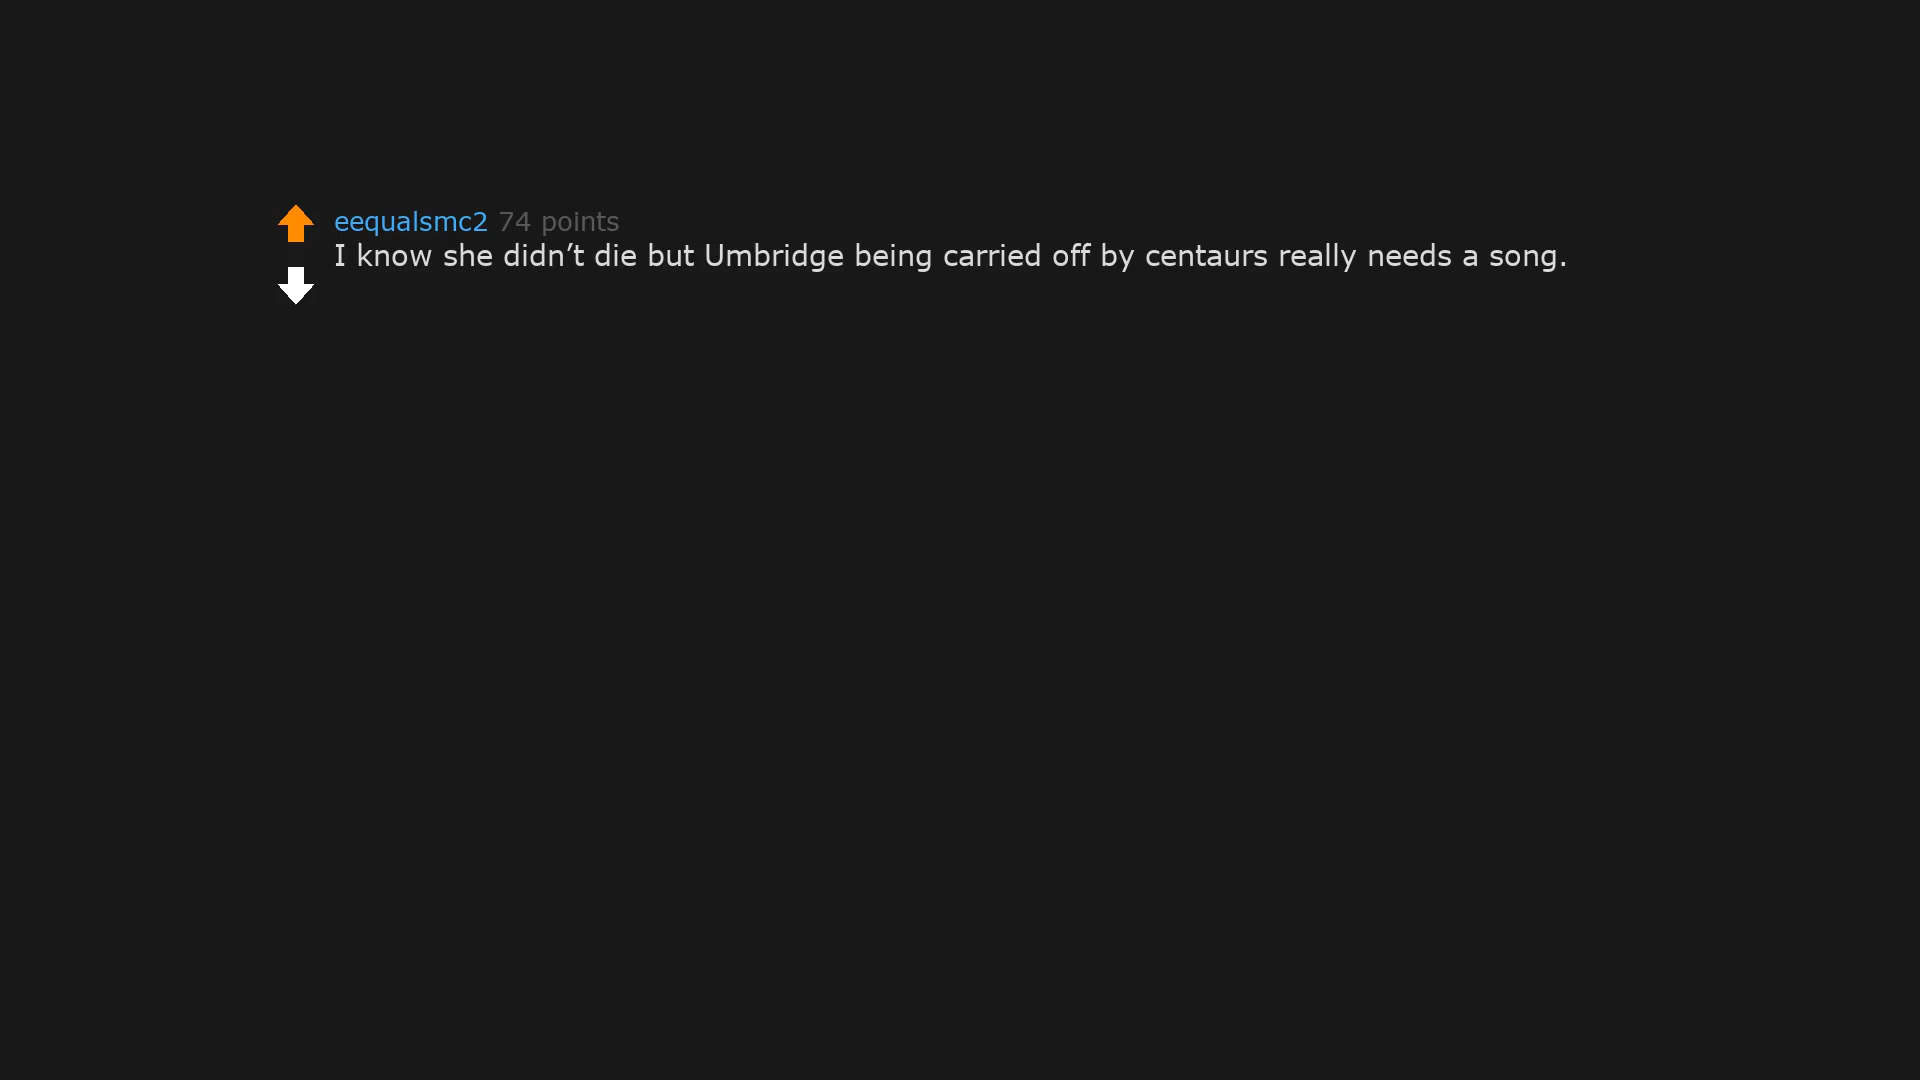 eequalsmc2 74 points
I know she didn’t die but Umbridge being carried off by centaurs really needs a song.